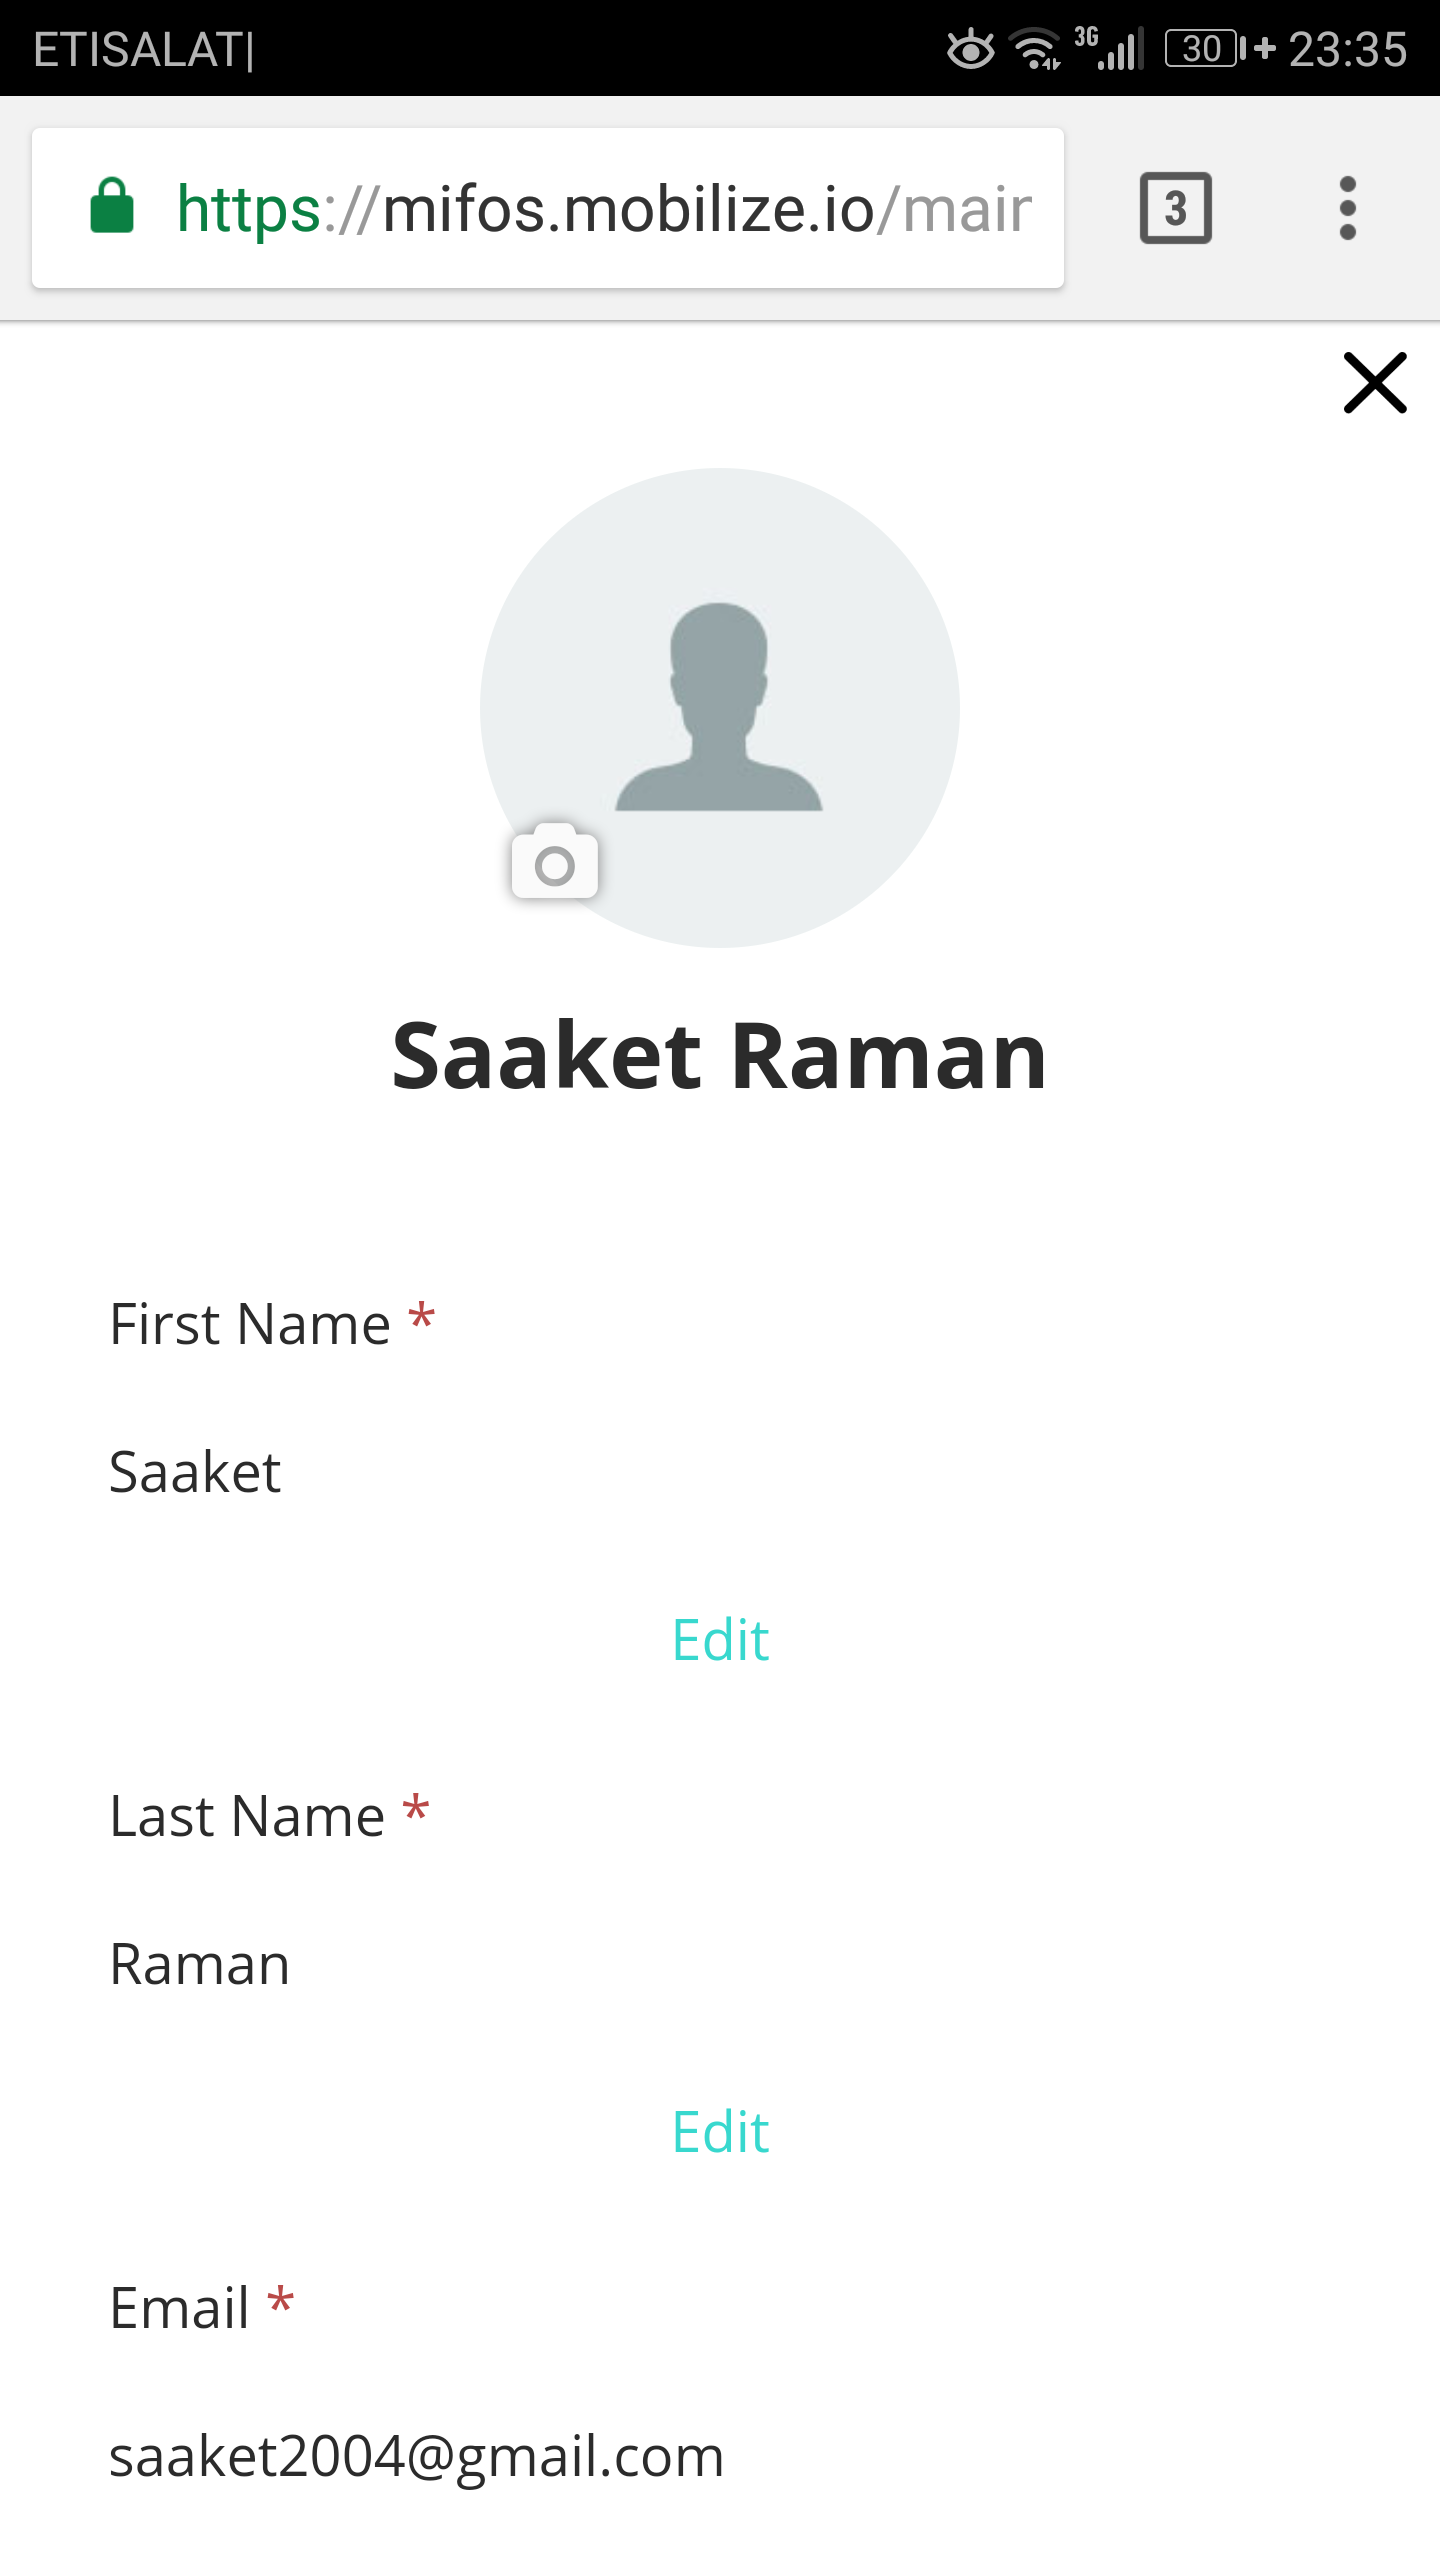 ETISALAT|
3G 30 23:35
https://mifos.mobilize.io/mair
3
Saaket Raman
First Name *
Saaket
Edit
Last Name *
Raman
Edit
Email *
saaket2004@gmail.com